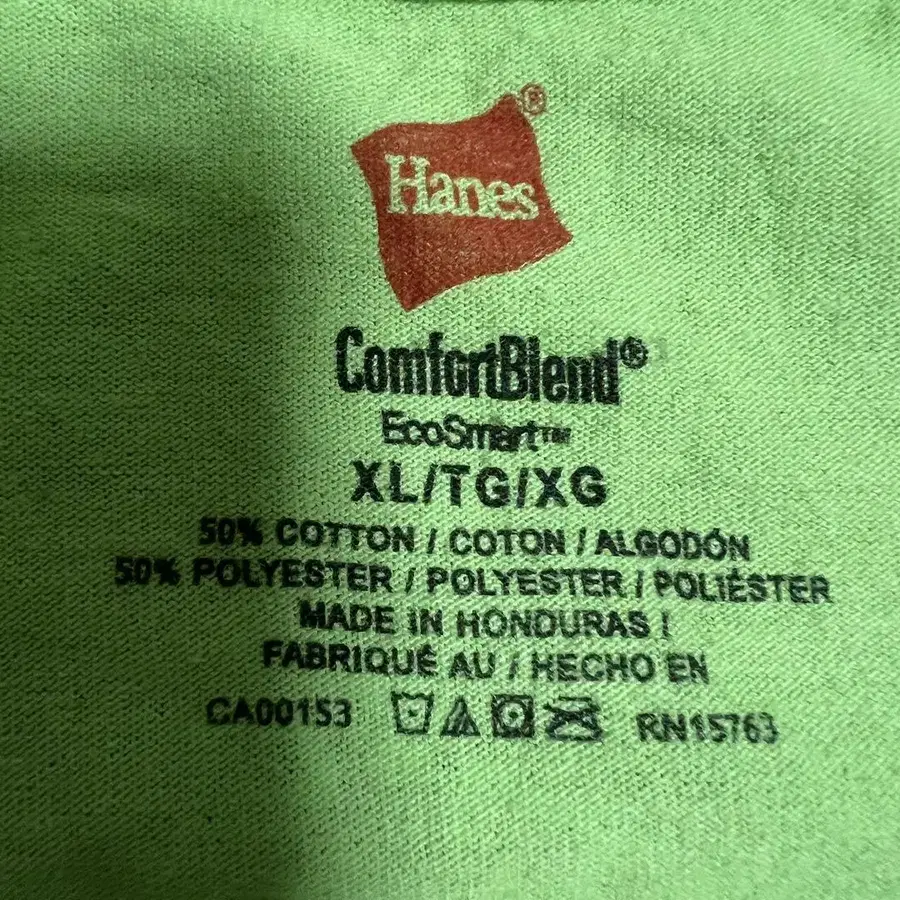 Hanes®
ComfortBlend®
EcoSmart™
XL/TG/XG
50% COTTON / COTON / ALGODÓN
50% POLYESTER / POLYESTER / POLIÉSTER
MADE IN HONDURAS /
FABRIQUÉ AU / HECHO EN
CA00153 RN15763